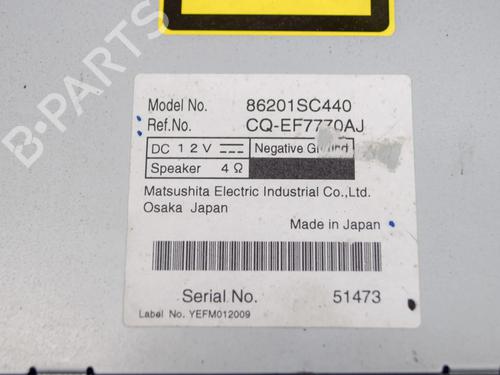 B-PARTS
Model No. 86201SC440
Ref.No. CQ-EF7770AJ
DC 12V Negative Ground
Speaker 4Ω
Matsushita Electric Industrial Co.,Ltd.
Osaka Japan
Made in Japan
Serial No. 51473
Label No. YEFM012009